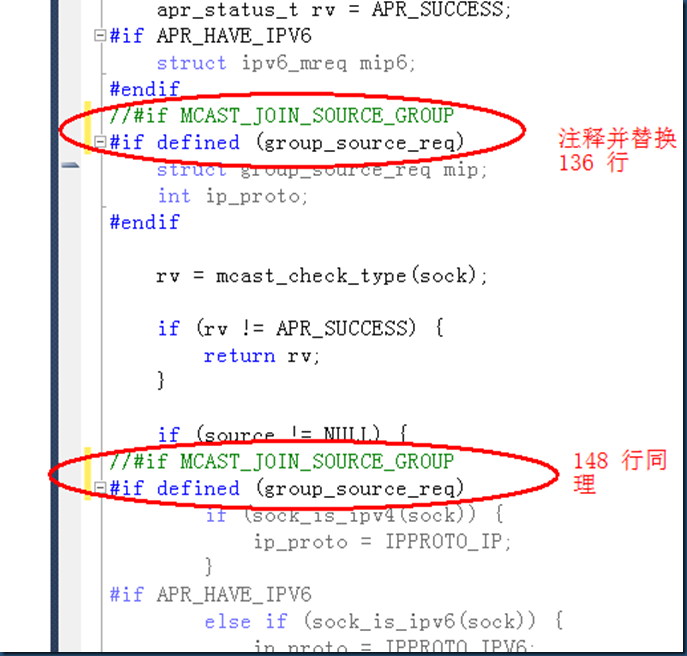 apr_status_t rv = APR_SUCCESS;
#if APR_HAVE_IPV6
struct ipv6_mreq mip6;
#endif
//#if MCAST_JOIN_SOURCE_GROUP
#if defined (group_source_req)
注释并替换
136 行
struct group_source_req mip;
int ip_proto;
#endif
rv = mcast_check_type(sock);
if (rv != APR_SUCCESS) {
return rv;
}
if (source != NULL) {
//#if MCAST_JOIN_SOURCE_GROUP
#if defined (group_source_req)
148 行同
理
if (sock_is_ipv4(sock)) {
ip_proto = IPPROTO_IP;
}
#if APR_HAVE_IPV6
else if (sock_is_ipv6(sock)) {
ip_proto = IPPROTO_IPV6;